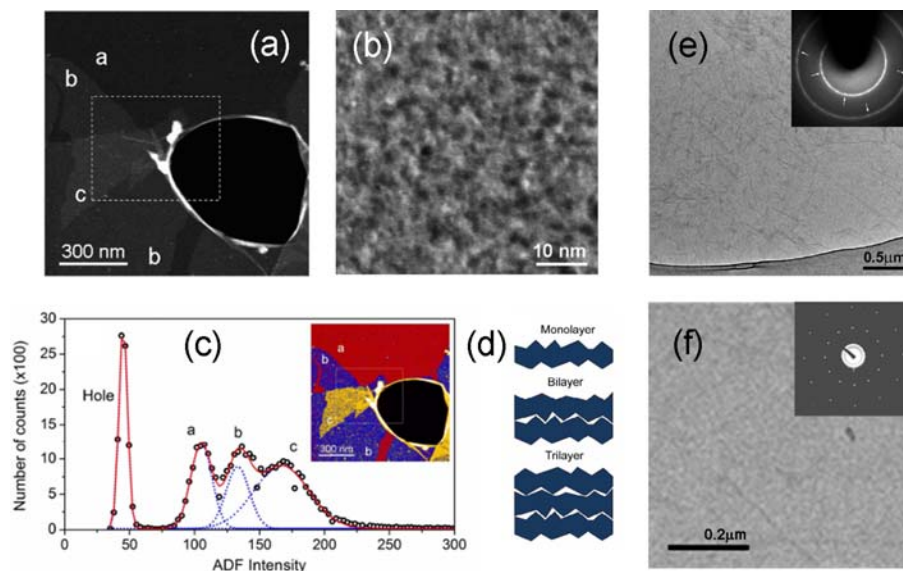 (a)
a
b
c
b
300 nm
(b)
10 nm
(e)
0.5μm
30
25
20
15
10
5
0
Number of counts (x100)
0
50
100
150
200
250
300
ADF Intensity
Hole
a
b
c
(c)
a
b
c
b
300 nm
(d)
Monolayer
Bilayer
Trilayer
(f)
0.2μm